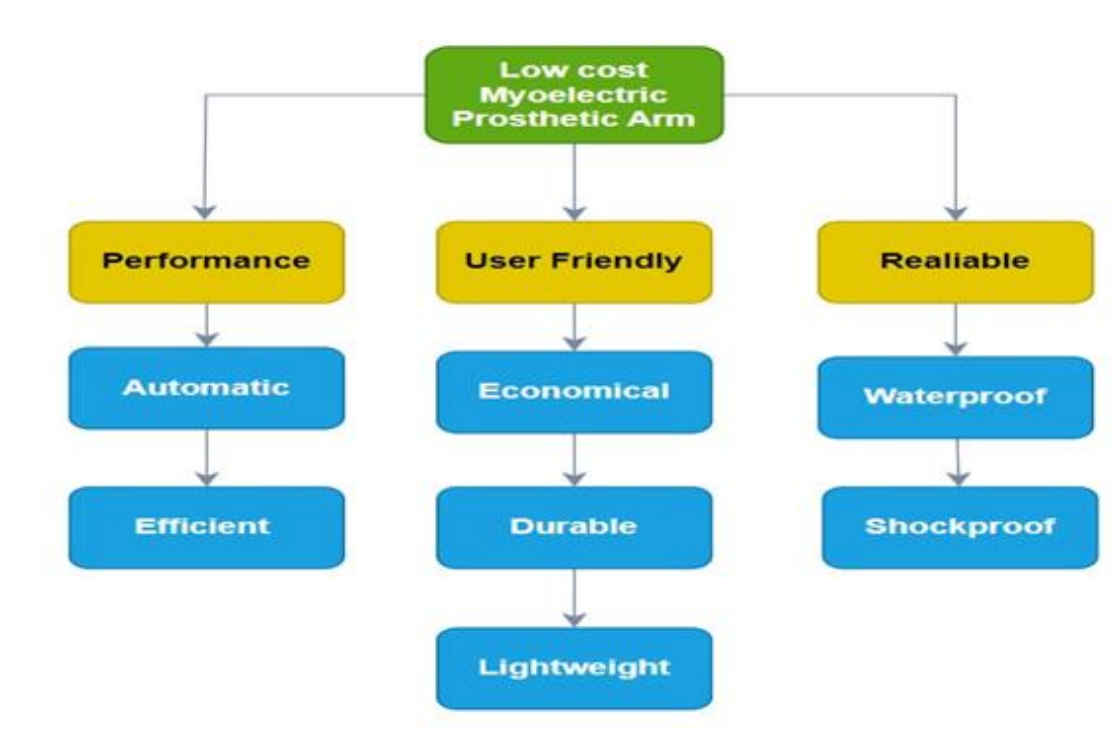 Low cost
Myoelectric
Prosthetic Arm
Performance
User Friendly
Realiable
Automatic
Economical
Waterproof
Efficient
Durable
Shockproof
Lightweight